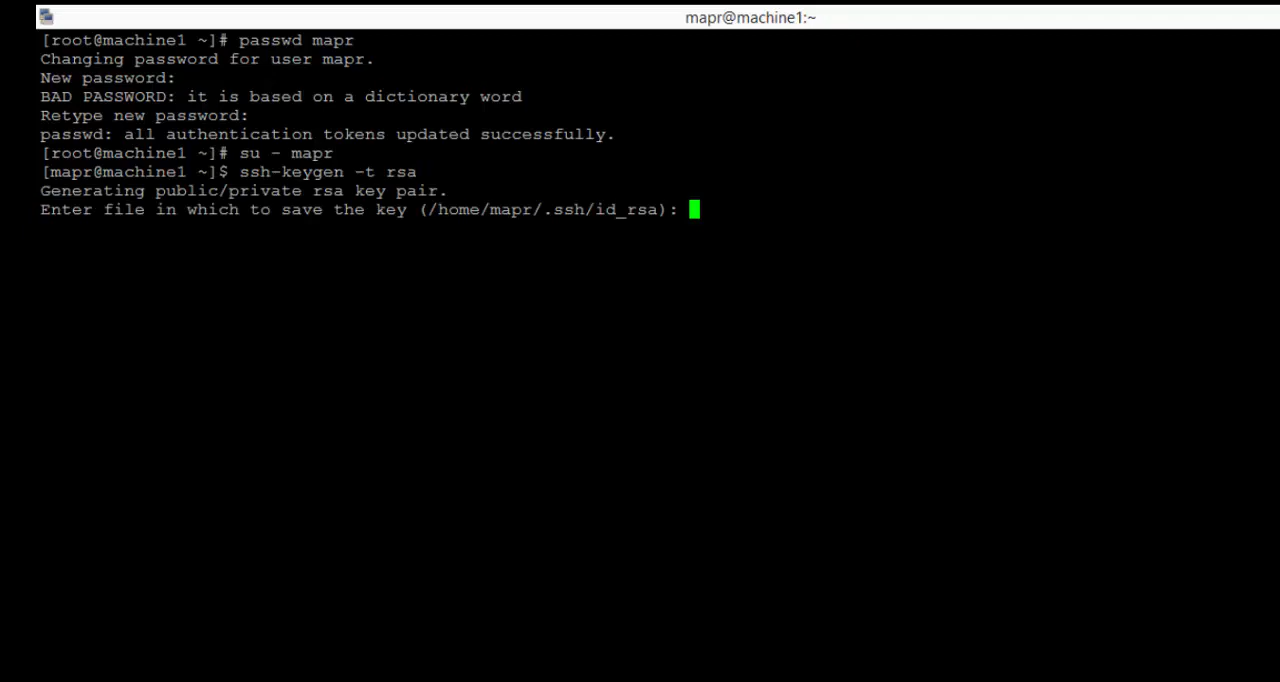 mapr@machine1:~
[root@machine1 ~]# passwd mapr
Changing password for user mapr.
New password:
BAD PASSWORD: it is based on a dictionary word
Retype new password:
passwd: all authentication tokens updated successfully.
[root@machine1 ~]# su - mapr
[mapr@machine1 ~]$ ssh-keygen -t rsa
Generating public/private rsa key pair.
Enter file in which to save the key (/home/mapr/.ssh/id_rsa):